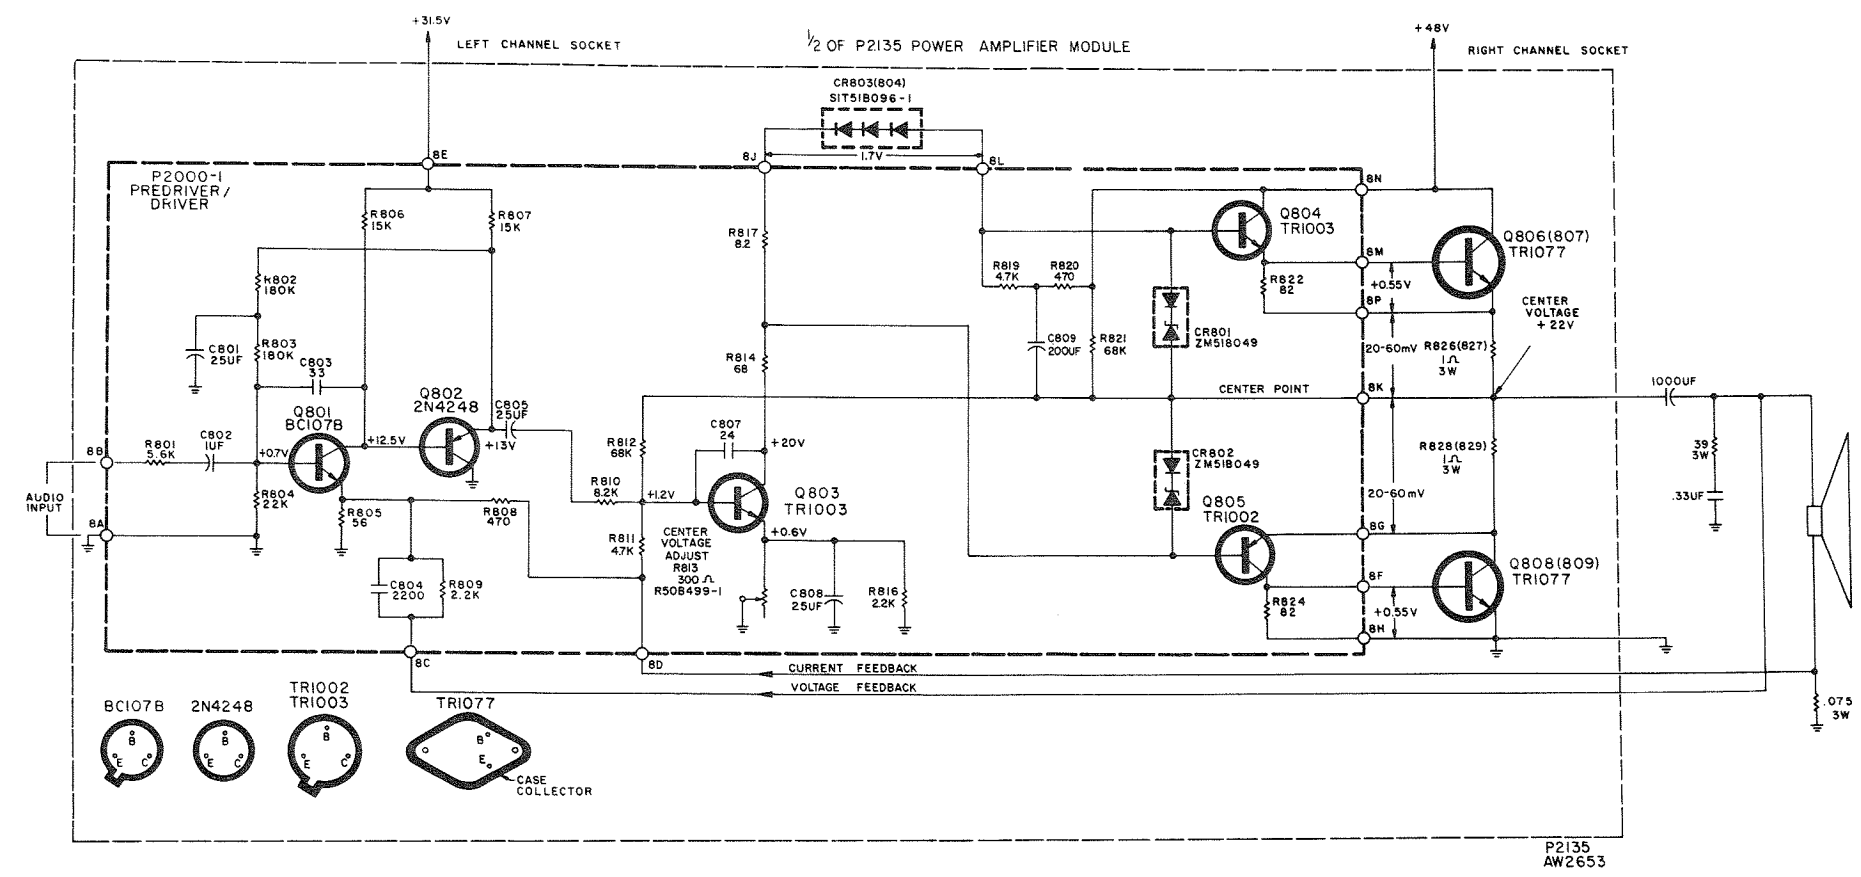 +31.5V
LEFT CHANNEL SOCKET
1/2 OF P2135 POWER AMPLIFIER MODULE
+48V
RIGHT CHANNEL SOCKET
CR803(804)
SIT51B096-1
1.7V
8E
8J
8L
P2000-1
PREDRIVER/
DRIVER
8N
R806
15K
R807
15K
R817
8.2
Q804
TR1003
Q806(807)
TR1077
8M
+0.55V
R802
180K
R819
4.7K
R820
470
R822
82
8P
CENTER
VOLTAGE
+22V
C801
25UF
R803
180K
C803
33
R814
68
C809
200UF
R821
68K
CR801
ZM51B049
20-60mV
R826(827)
1Ω
3W
CENTER POINT
8K
1000UF
Q801
BC107B
Q802
2N4248
C805
25UF
+12.5V
+13V
R801
5.6K
C802
1UF
+0.7V
8B
AUDIO
INPUT
8A
R804
22K
R805
56
R808
470
R812
68K
C807
24
+20V
R810
8.2K
+1.2V
Q803
TR1003
CR802
ZM51B049
Q805
TR1002
20-60mV
R828(829)
1Ω
3W
39
3W
.33UF
8G
R811
4.7K
CENTER
VOLTAGE
ADJUST
R813
300 Ω
R50B499-1
+0.6V
C808
25UF
R816
2.2K
C804
2200
R809
2.2K
8F
Q808(809)
TR1077
R824
82
+0.55V
8H
8C
8D
CURRENT FEEDBACK
VOLTAGE FEEDBACK
.075
3W
BC107B
B
E
C
2N4248
B
E
C
TR1002
TR1003
B
E
C
TR1077
B
E
CASE
COLLECTOR
P2135
AW2653